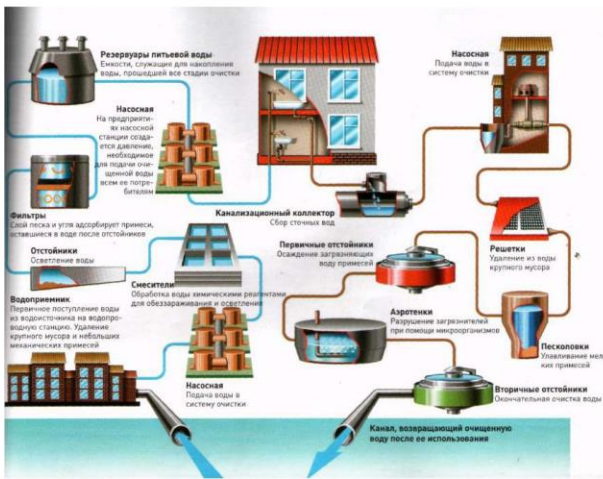 Резервуары питьевой воды
Емкости, служащие для накопления
воды, прошедшей все стадии очистки
Насосная
На предприяти-
ях насосной
станции созда-
ется давление,
необходимое
для подачи очи-
щенной воды
всем ее потре-
бителям
Насосная
Подача воды в
систему очистки
Фильтры
Слой песка и угля адсорбирует примеси,
оставшиеся в воде после отстойников
Канализационный коллектор
Сбор сточных вод
Отстойники
Осветление воды
Первичные отстойники
Осаждение загрязняющих
воду примесей
Решетки
Удаление из воды
крупного мусора
Смесители
Обработка воды химическими реагентами
для обеззараживания и осветления
Водоприемник
Первичное поступление воды
из водоисточника на водопро-
водную станцию. Удаление
крупного мусора и небольших
механических примесей
Аэротенки
Разрушение загрязнителей
при помощи микроорганизмов
Песколовки
Улавливание мел-
ких примесей
Насосная
Подача воды в
систему очистки
Вторичные отстойники
Окончательная очистка воды
Канал, возвращающий очищенную
воду после ее использования